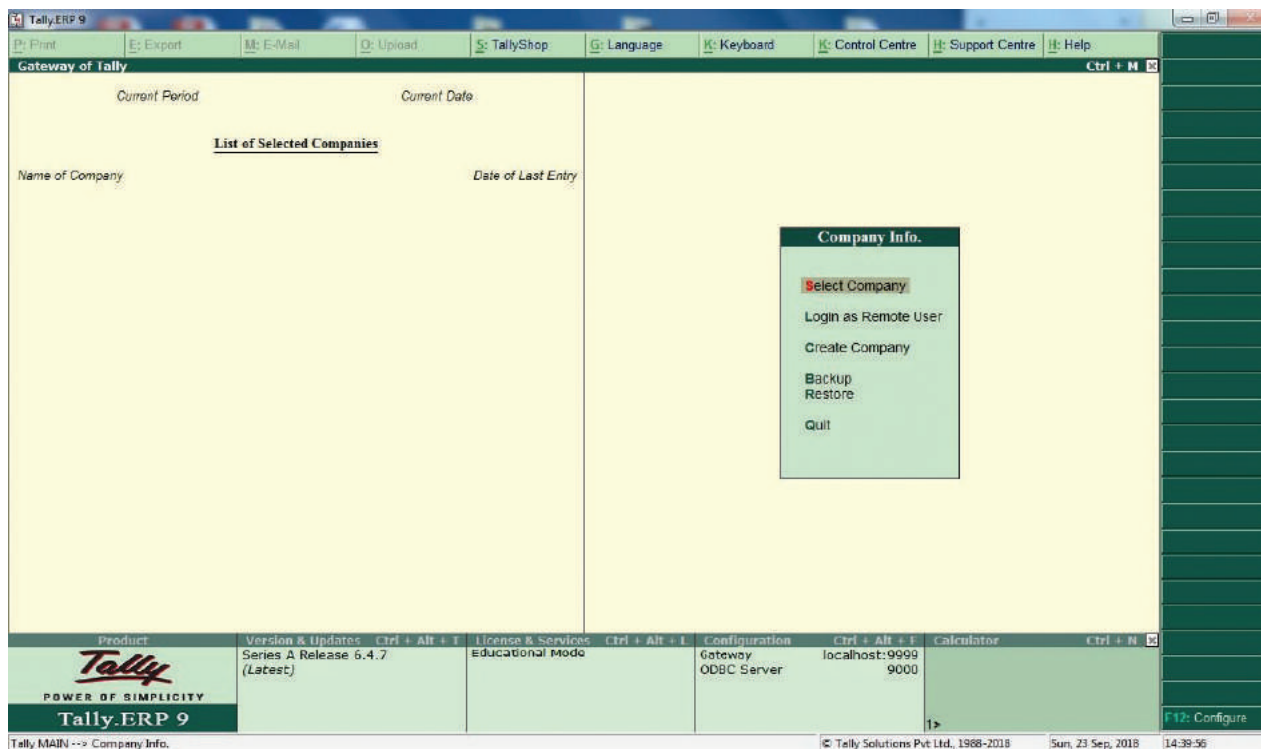 Tally.ERP 9
P: Print E: Export M: E-Mail O: Upload S: TallyShop G: Language K: Keyboard K: Control Centre H: Support Centre H: Help
Gateway of Tally Ctrl + M
Current Period Current Date
List of Selected Companies
Name of Company Date of Last Entry
Company Info.
Select Company
Login as Remote User
Create Company
Backup
Restore
Quit
Product Version & Updates Ctrl + Alt + T License & Services Ctrl + Alt + L Configuration Ctrl + Alt + F Calculator Ctrl + N
Tally
POWER OF SIMPLICITY
Tally.ERP 9
Series A Release 6.4.7
(Latest)
Educational Mode
Gateway localhost:9999
ODBC Server 9000
1>
F12: Configure
Tally MAIN --> Company Info. © Tally Solutions Pvt Ltd., 1988-2018 Sun, 23 Sep, 2018 14:39:56